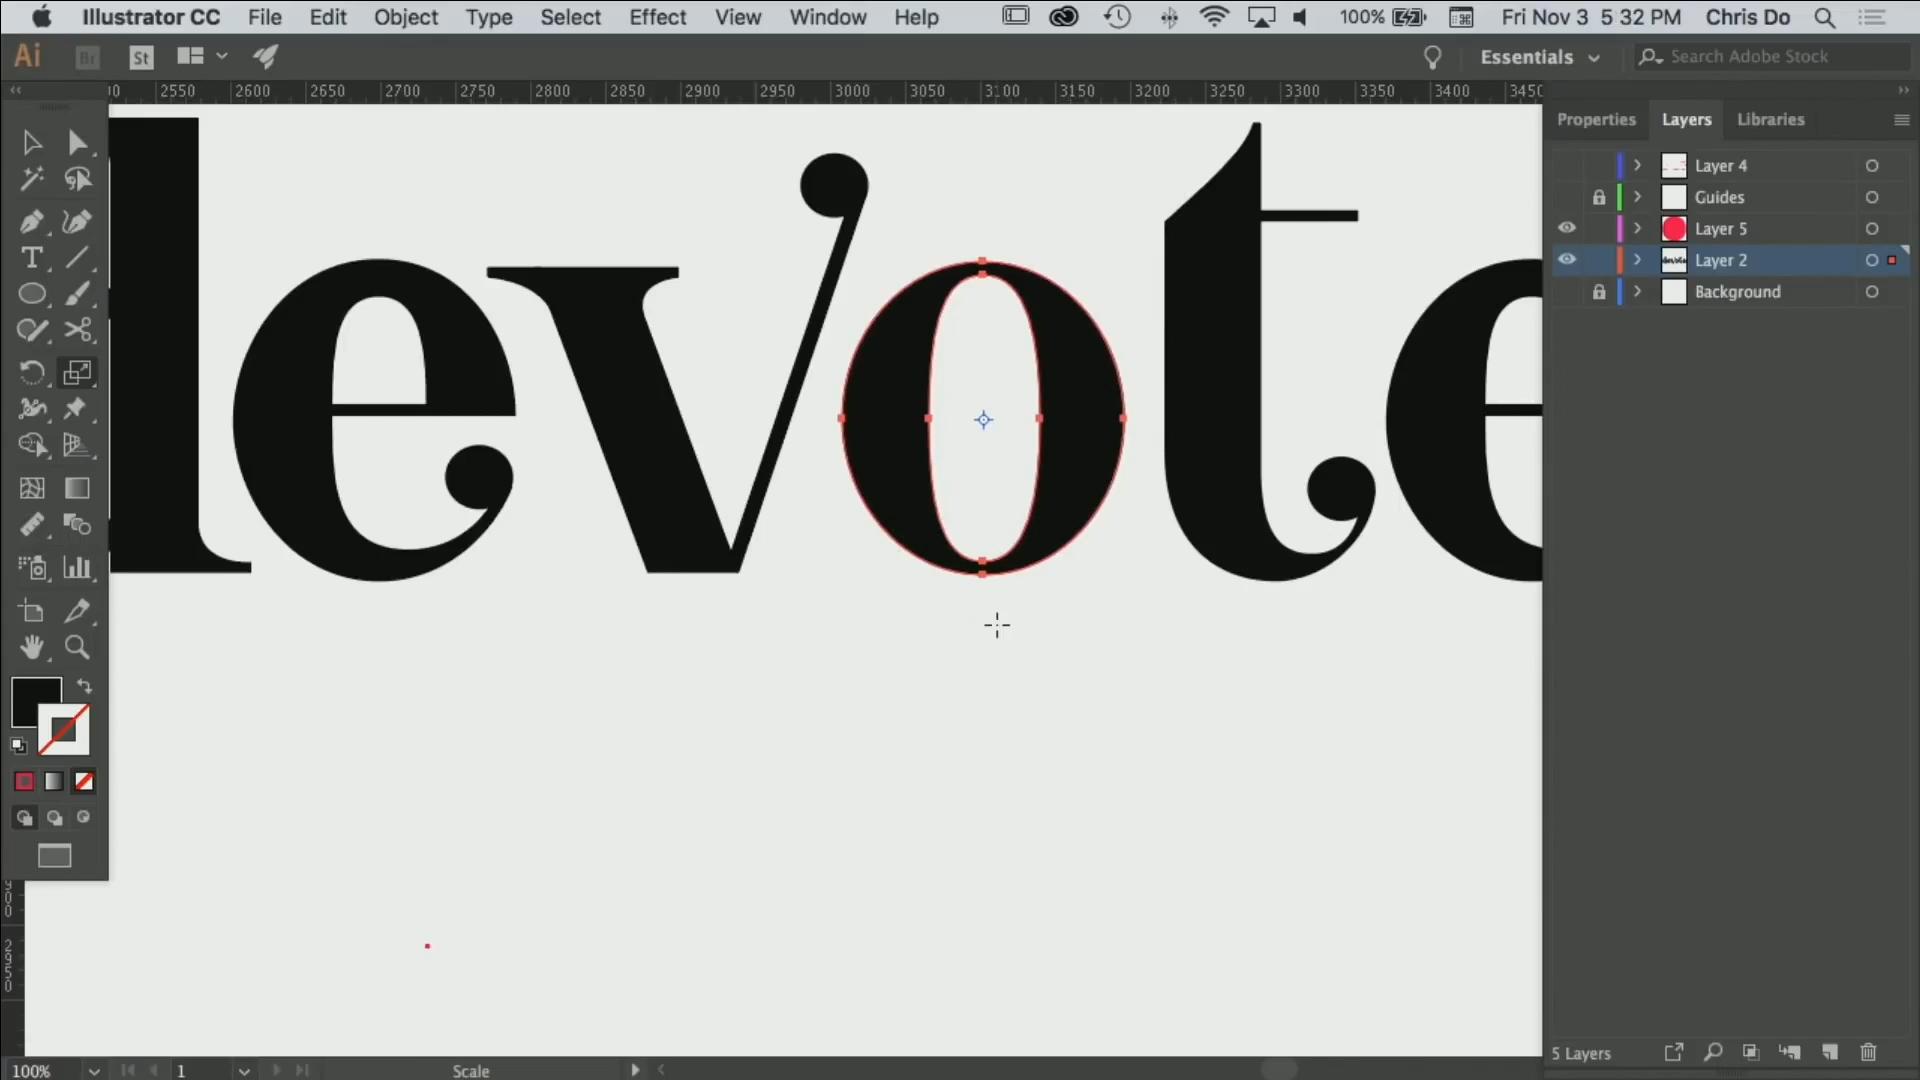 Illustrator CC File Edit Object Type Select Effect View Window Help 100% Fri Nov 3 5:32 PM Chris Do
Ai Br St Essentials Search Adobe Stock
2550 2600 2650 2700 2750 2800 2850 2900 2950 3000 3050 3100 3150 3200 3250 3300 3350 3400 3450
Properties Layers Libraries
Layer 4
Guides
Layer 5
Layer 2
Background
levote
2950
5 Layers
100% 1 Scale